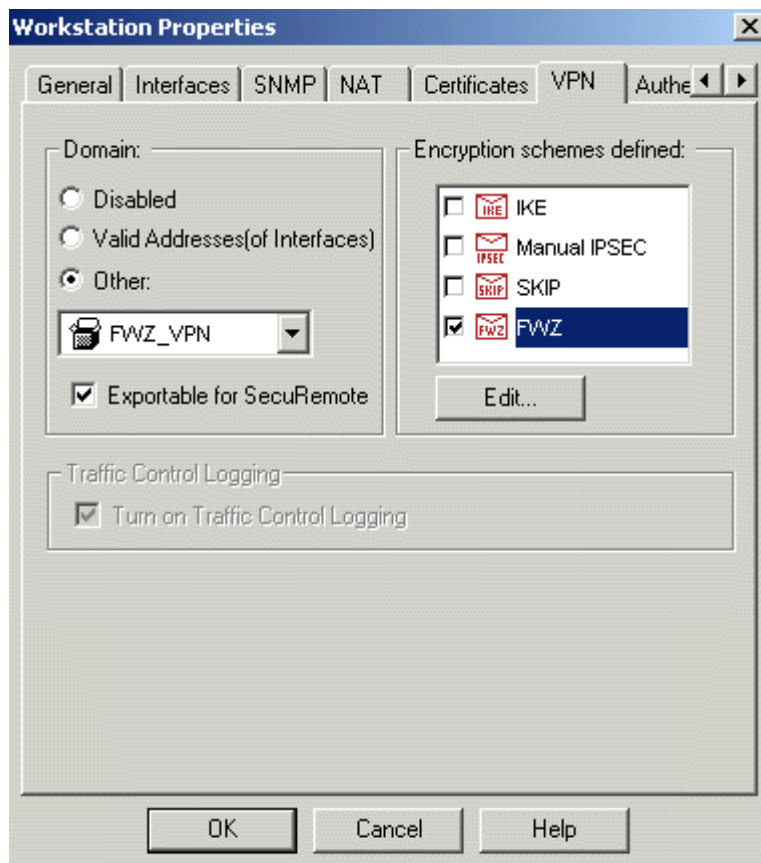 Workstation Properties
General Interfaces SNMP NAT Certificates VPN Authe
Domain:
Disabled
Valid Addresses(of Interfaces)
Other:
FWZ_VPN
Exportable for SecuRemote
Encryption schemes defined:
IKE IKE
IPSEC Manual IPSEC
SKIP SKIP
FWZ FWZ
Edit...
Traffic Control Logging
Turn on Traffic Control Logging
OK Cancel Help